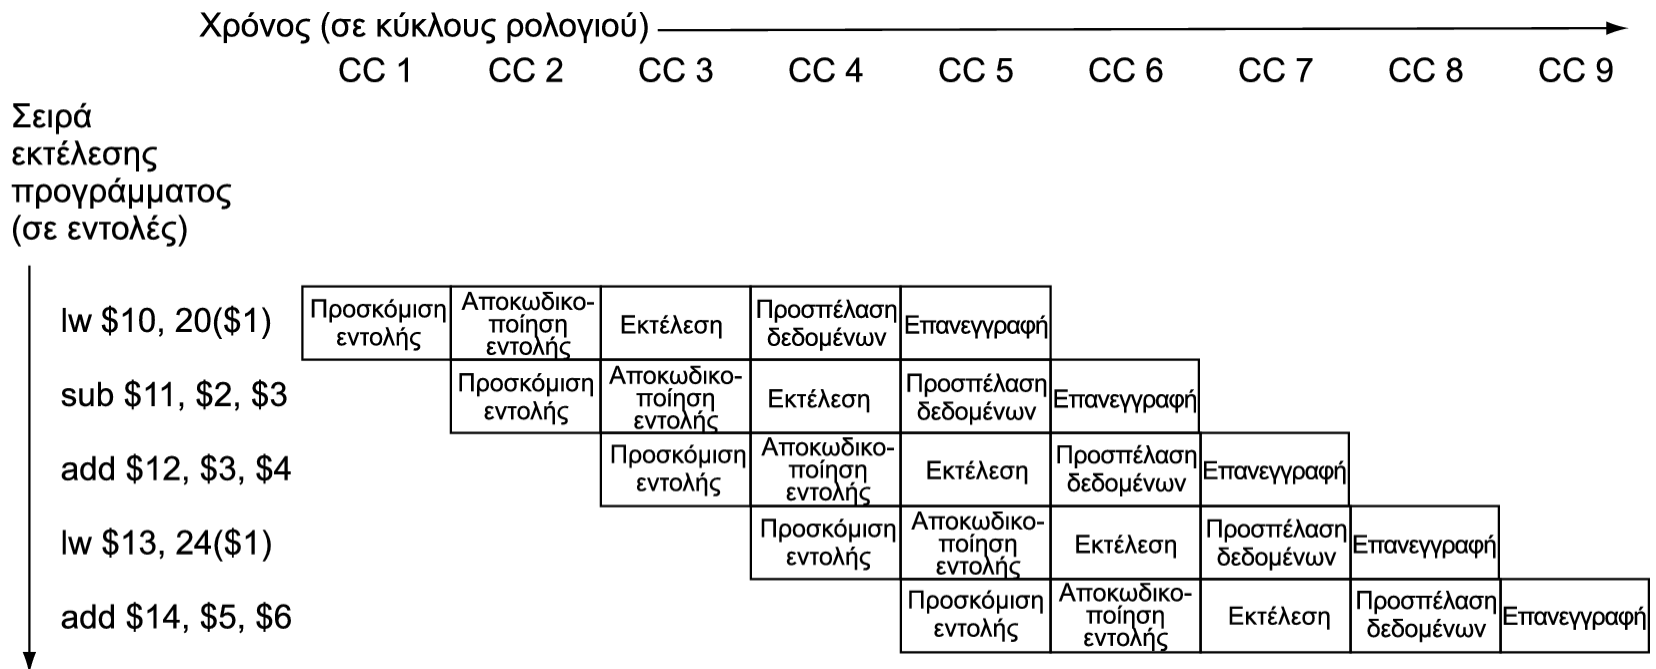 Χρόνος (σε κύκλους ρολογιού)
CC 1 CC 2 CC 3 CC 4 CC 5 CC 6 CC 7 CC 8 CC 9
Σειρά
εκτέλεσης
προγράμματος
(σε εντολές)
lw $10, 20($1)
Προσκόμιση
εντολής
Αποκωδικο-
ποίηση
εντολής
Εκτέλεση
Προσπέλαση
δεδομένων
Επανεγγραφή
sub $11, $2, $3
Προσκόμιση
εντολής
Αποκωδικο-
ποίηση
εντολής
Εκτέλεση
Προσπέλαση
δεδομένων
Επανεγγραφή
add $12, $3, $4
Προσκόμιση
εντολής
Αποκωδικο-
ποίηση
εντολής
Εκτέλεση
Προσπέλαση
δεδομένων
Επανεγγραφή
lw $13, 24($1)
Προσκόμιση
εντολής
Αποκωδικο-
ποίηση
εντολής
Εκτέλεση
Προσπέλαση
δεδομένων
Επανεγγραφή
add $14, $5, $6
Προσκόμιση
εντολής
Αποκωδικο-
ποίηση
εντολής
Εκτέλεση
Προσπέλαση
δεδομένων
Επανεγγραφή